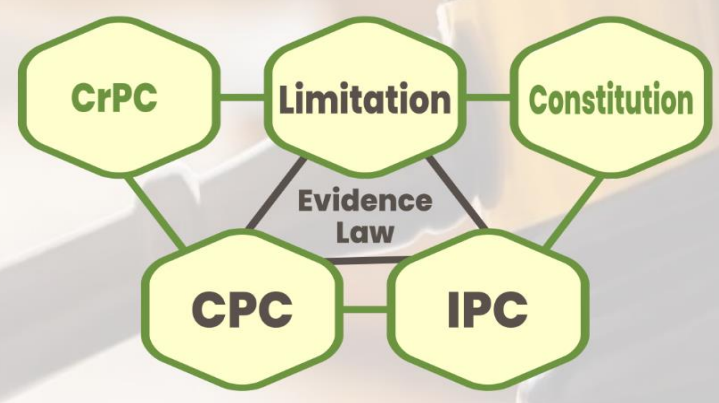 CrPC
Limitation
Constitution
Evidence
Law
CPC
IPC